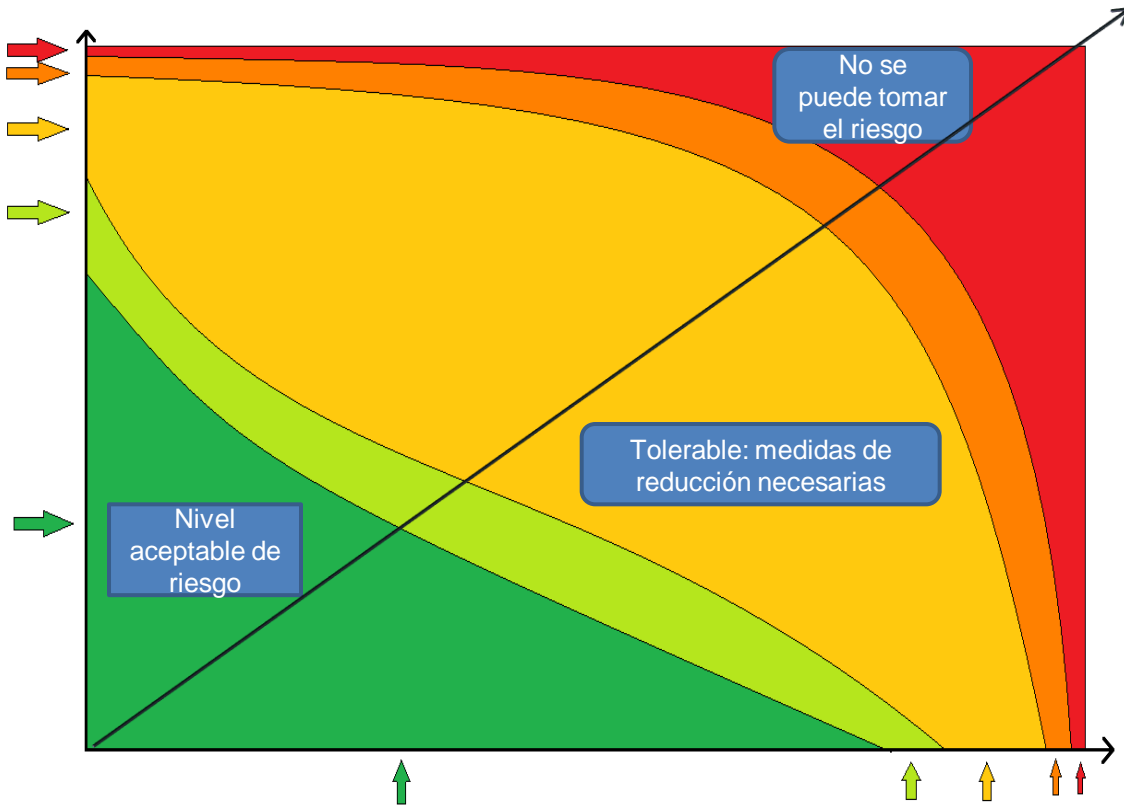 No se
puede tomar
el riesgo
Tolerable: medidas de
reducción necesarias
Nivel
aceptable de
riesgo